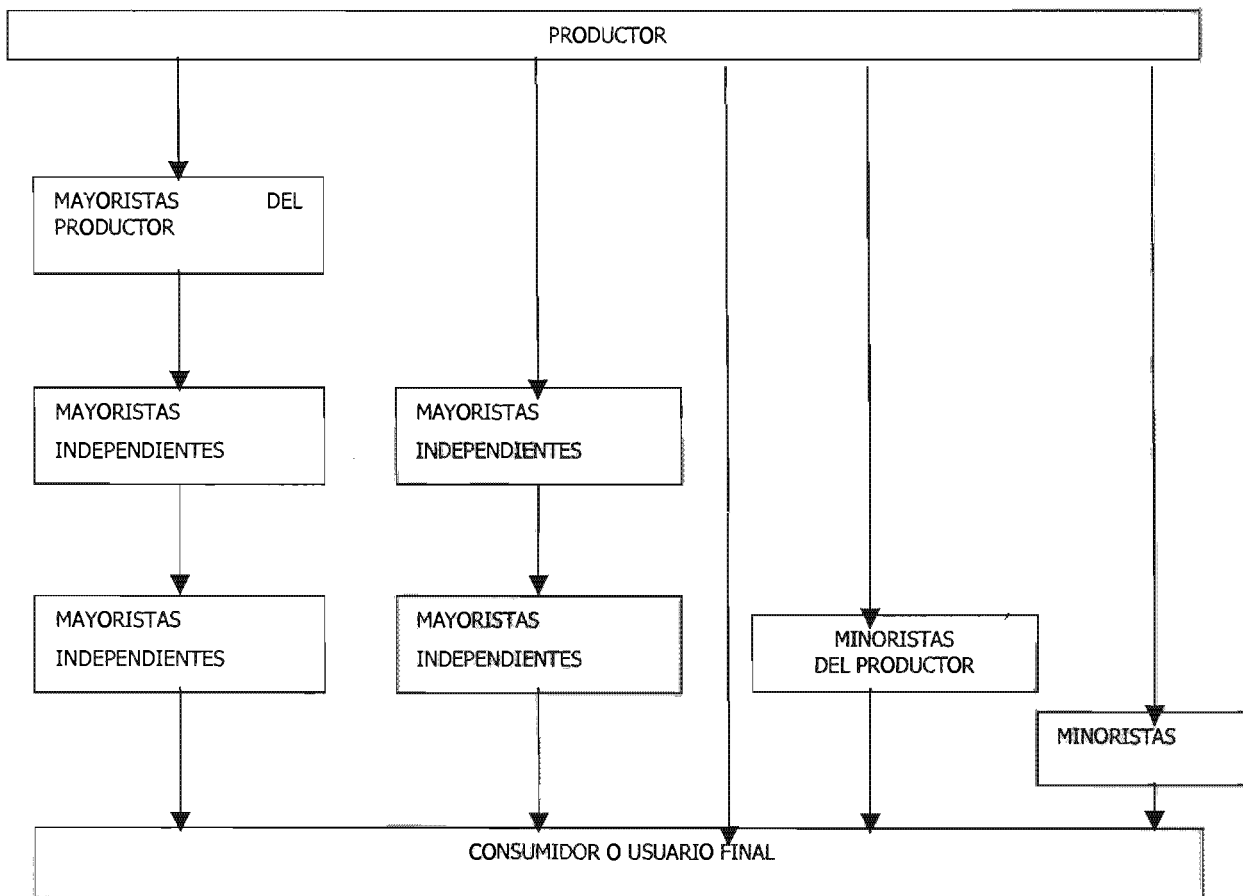 PRODUCTOR
MAYORISTAS DEL
PRODUCTOR
MAYORISTAS
INDEPENDIENTES
MAYORISTAS
INDEPENDIENTES
MAYORISTAS
INDEPENDIENTES
MAYORISTAS
INDEPENDIENTES
MINORISTAS
DEL PRODUCTOR
MINORISTAS
CONSUMIDOR O USUARIO FINAL